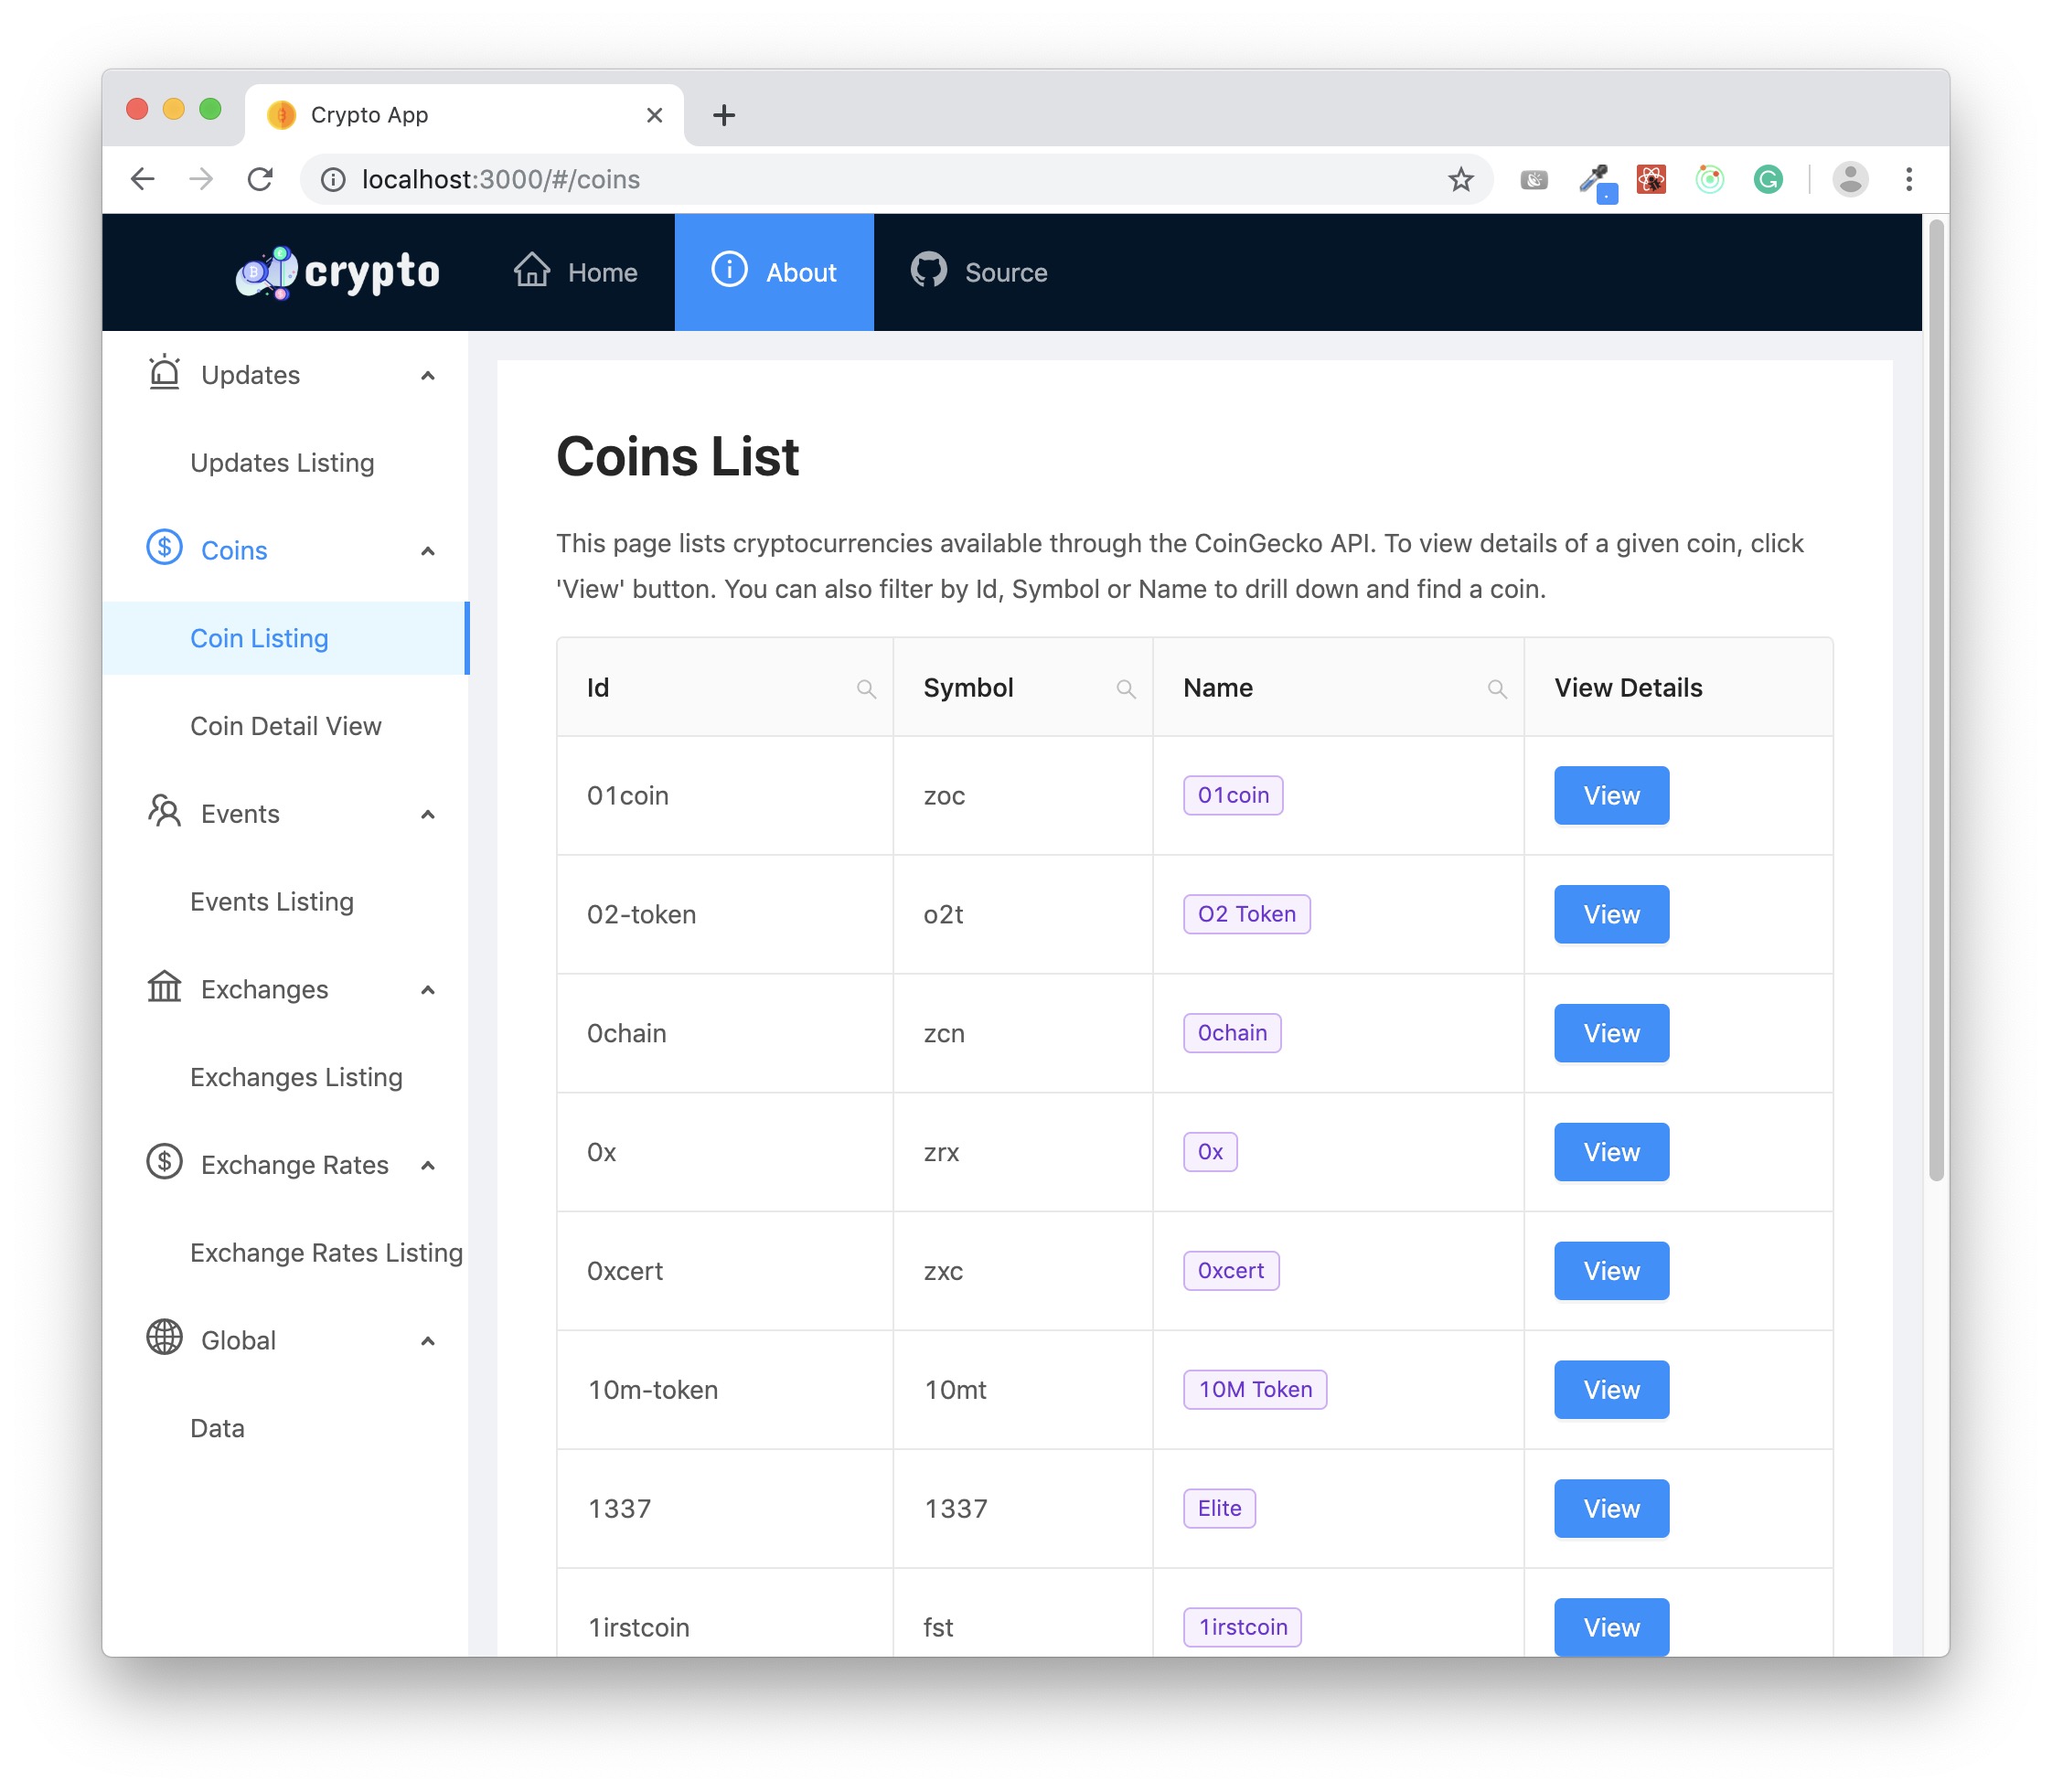 Crypto App
localhost:3000/#/coins
crypto
Home
About
Source
Updates
Updates Listing
Coins
Coin Listing
Coin Detail View
Events
Events Listing
Exchanges
Exchanges Listing
Exchange Rates
Exchange Rates Listing
Global
Data
Coins List
This page lists cryptocurrencies available through the CoinGecko API. To view details of a given coin, click
'View' button. You can also filter by Id, Symbol or Name to drill down and find a coin.
Id Symbol Name View Details
01coin zoc 01coin View
02-token o2t O2 Token View
0chain zcn 0chain View
0x zrx 0x View
0xcert zxc 0xcert View
10m-token 10mt 10M Token View
1337 1337 Elite View
1irstcoin fst 1irstcoin View